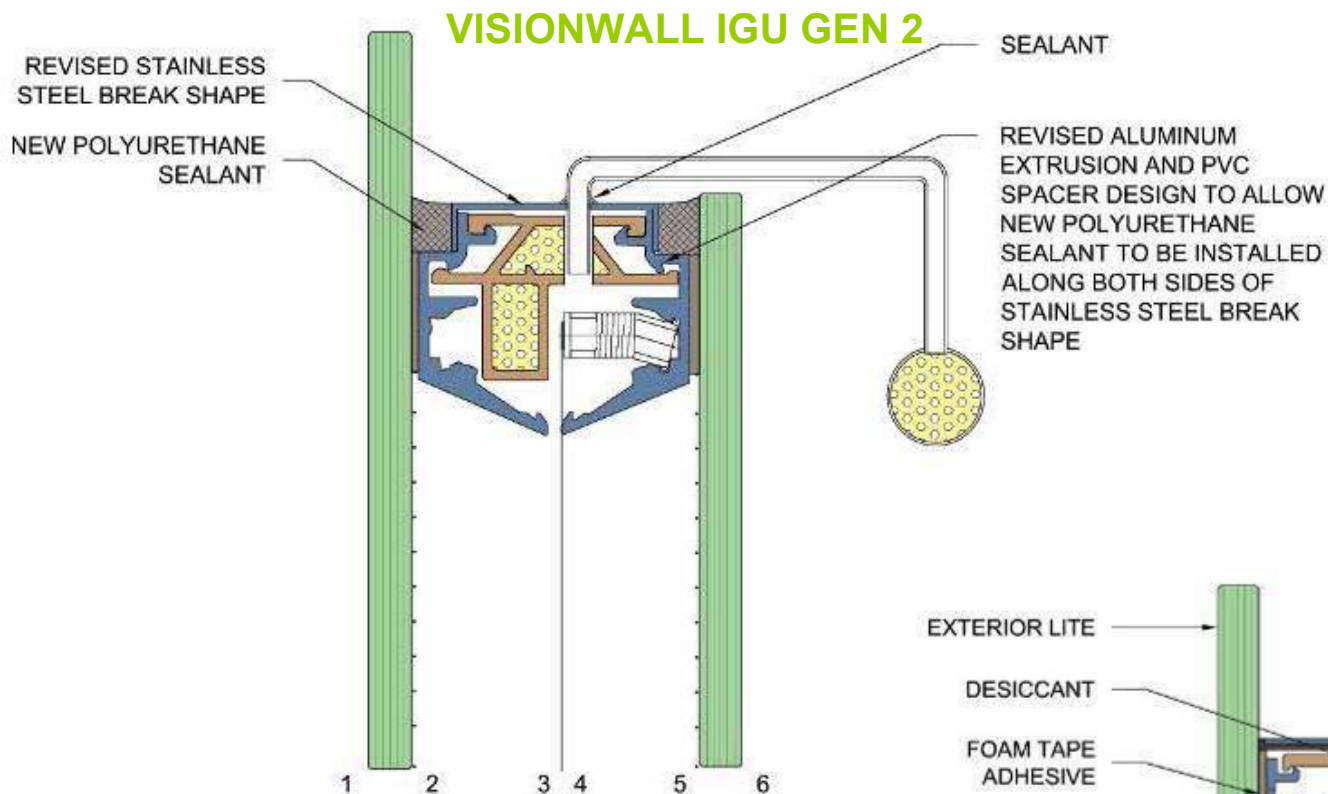 VISIONWALL IGU GEN 2
REVISED STAINLESS
STEEL BREAK SHAPE
NEW POLYURETHANE
SEALANT
SEALANT
REVISED ALUMINUM
EXTRUSION AND PVC
SPACER DESIGN TO ALLOW
NEW POLYURETHANE
SEALANT TO BE INSTALLED
ALONG BOTH SIDES OF
STAINLESS STEEL BREAK
SHAPE
EXTERIOR LITE
DESICCANT
FOAM TAPE
ADHESIVE
1 2 3 4 5 6